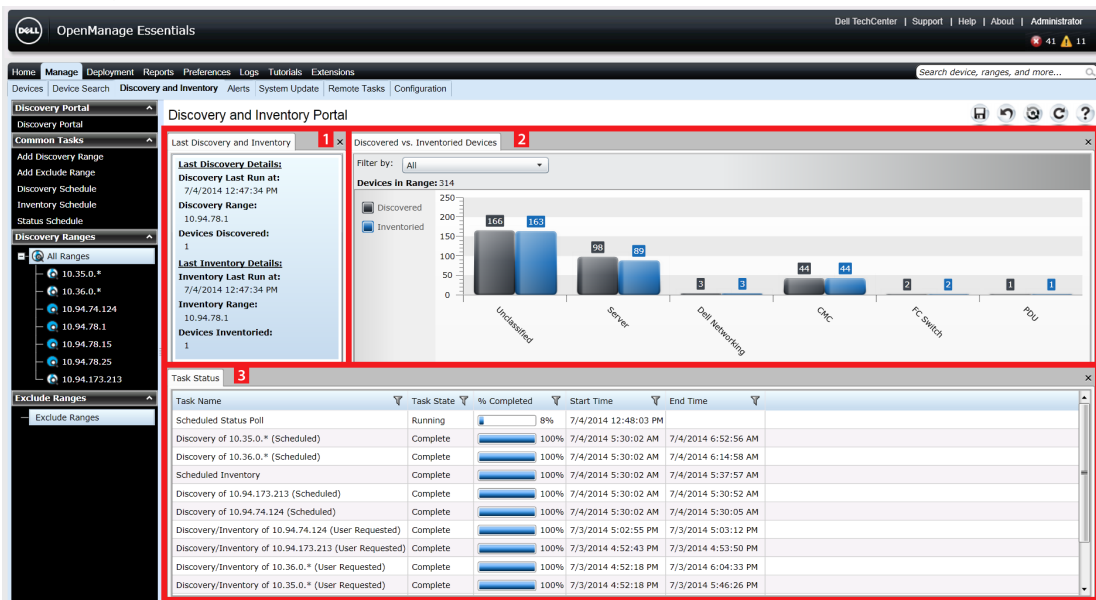 DELL
OpenManage Essentials
Dell TechCenter | Support | Help | About | Administrator
41 11
Home Manage Deployment Reports Preferences Logs Tutorials Extensions
Search device, ranges, and more...
Devices Device Search Discovery and Inventory Alerts System Update Remote Tasks Configuration
Discovery Portal
Discovery Portal
Common Tasks
Add Discovery Range
Add Exclude Range
Discovery Schedule
Inventory Schedule
Status Schedule
Discovery Ranges
All Ranges
10.35.0.*
10.36.0.*
10.94.74.124
10.94.78.1
10.94.78.15
10.94.78.25
10.94.173.213
Exclude Ranges
Exclude Ranges
Discovery and Inventory Portal
?
Last Discovery and Inventory
1
Last Discovery Details:
Discovery Last Run at:
7/4/2014 12:47:34 PM
Discovery Range:
10.94.78.1
Devices Discovered:
1
Last Inventory Details:
Inventory Last Run at:
7/4/2014 12:47:34 PM
Inventory Range:
10.94.78.1
Devices Inventoried:
1
Discovered vs. Inventoried Devices
2
Filter by: All
Devices in Range: 314
Discovered
Inventoried
250
200
150
100
50
0
166 163
98 89
3 3
44 44
2 2
1 1
Unclassified
Server
Dell Networking
CMC
FC Switch
PDU
Task Status
3
Task Name Task State % Completed Start Time End Time
Scheduled Status Poll Running 8% 7/4/2014 12:48:03 PM
Discovery of 10.35.0.* (Scheduled) Complete 100% 7/4/2014 5:30:02 AM 7/4/2014 6:52:56 AM
Discovery of 10.36.0.* (Scheduled) Complete 100% 7/4/2014 5:30:02 AM 7/4/2014 6:14:58 AM
Scheduled Inventory Complete 100% 7/4/2014 5:30:02 AM 7/4/2014 5:37:57 AM
Discovery of 10.94.173.213 (Scheduled) Complete 100% 7/4/2014 5:30:02 AM 7/4/2014 5:30:52 AM
Discovery of 10.94.74.124 (Scheduled) Complete 100% 7/4/2014 5:30:02 AM 7/4/2014 5:30:05 AM
Discovery/Inventory of 10.94.74.124 (User Requested) Complete 100% 7/3/2014 5:02:55 PM 7/3/2014 5:03:12 PM
Discovery/Inventory of 10.94.173.213 (User Requested) Complete 100% 7/3/2014 4:52:43 PM 7/3/2014 4:53:50 PM
Discovery/Inventory of 10.36.0.* (User Requested) Complete 100% 7/3/2014 4:52:18 PM 7/3/2014 6:04:33 PM
Discovery/Inventory of 10.35.0.* (User Requested) Complete 100% 7/3/2014 4:52:18 PM 7/3/2014 5:46:26 PM